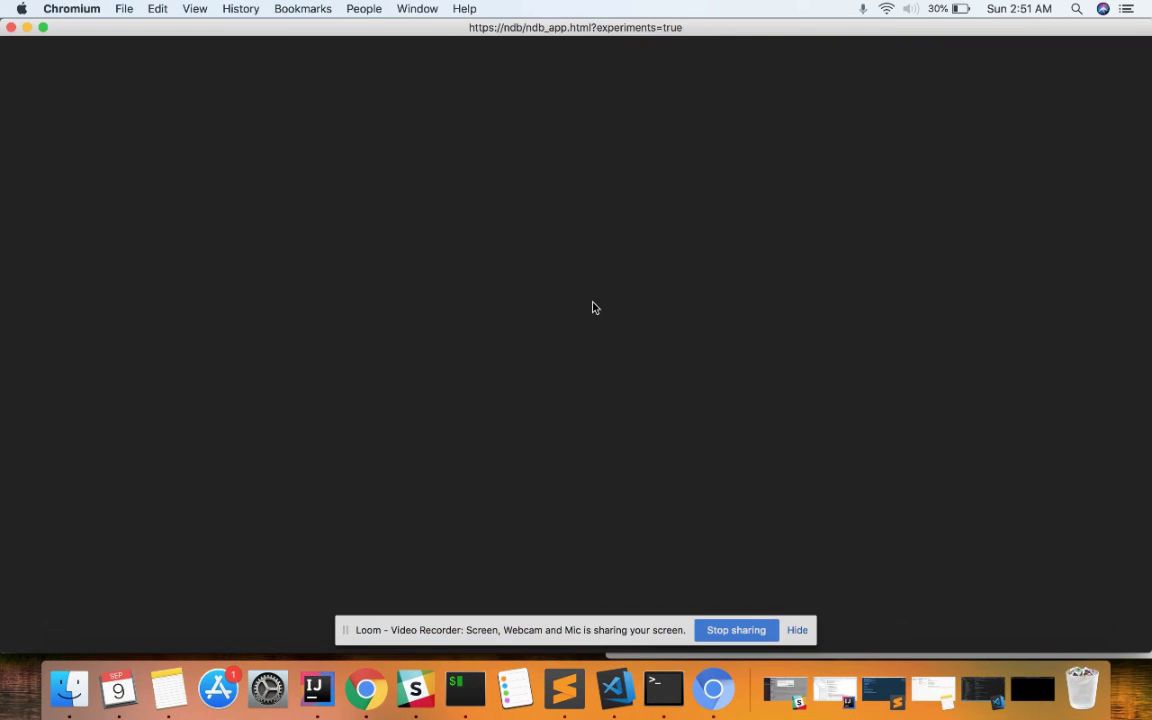 Chromium File Edit View History Bookmarks People Window Help 30% Sun 2:51 AM
https://ndb/ndb_app.html?experiments=true
Loom - Video Recorder: Screen, Webcam and Mic is sharing your screen. Stop sharing Hide
SEP
9
1
IJ
S
$
>_